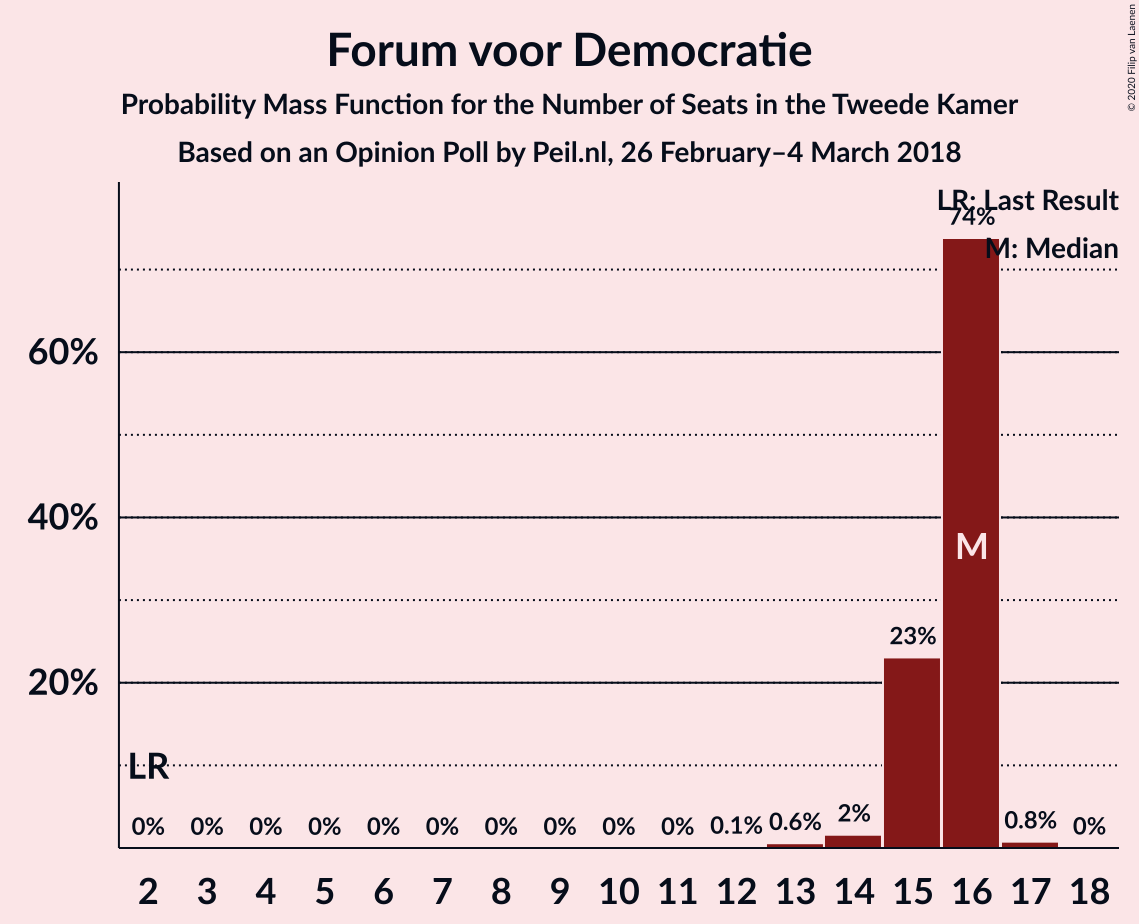 Forum voor Democratie
Probability Mass Function for the Number of Seats in the Tweede Kamer
Based on an Opinion Poll by Peil.nl, 26 February–4 March 2018
© 2020 Filip van Laenen
LR: Last Result
74%
M: Median
60%
40%
M
23%
20%
LR
0% 0% 0% 0% 0% 0% 0% 0% 0% 0% 0.1% 0.6% 2% 0.8% 0%
2 3 4 5 6 7 8 9 10 11 12 13 14 15 16 17 18